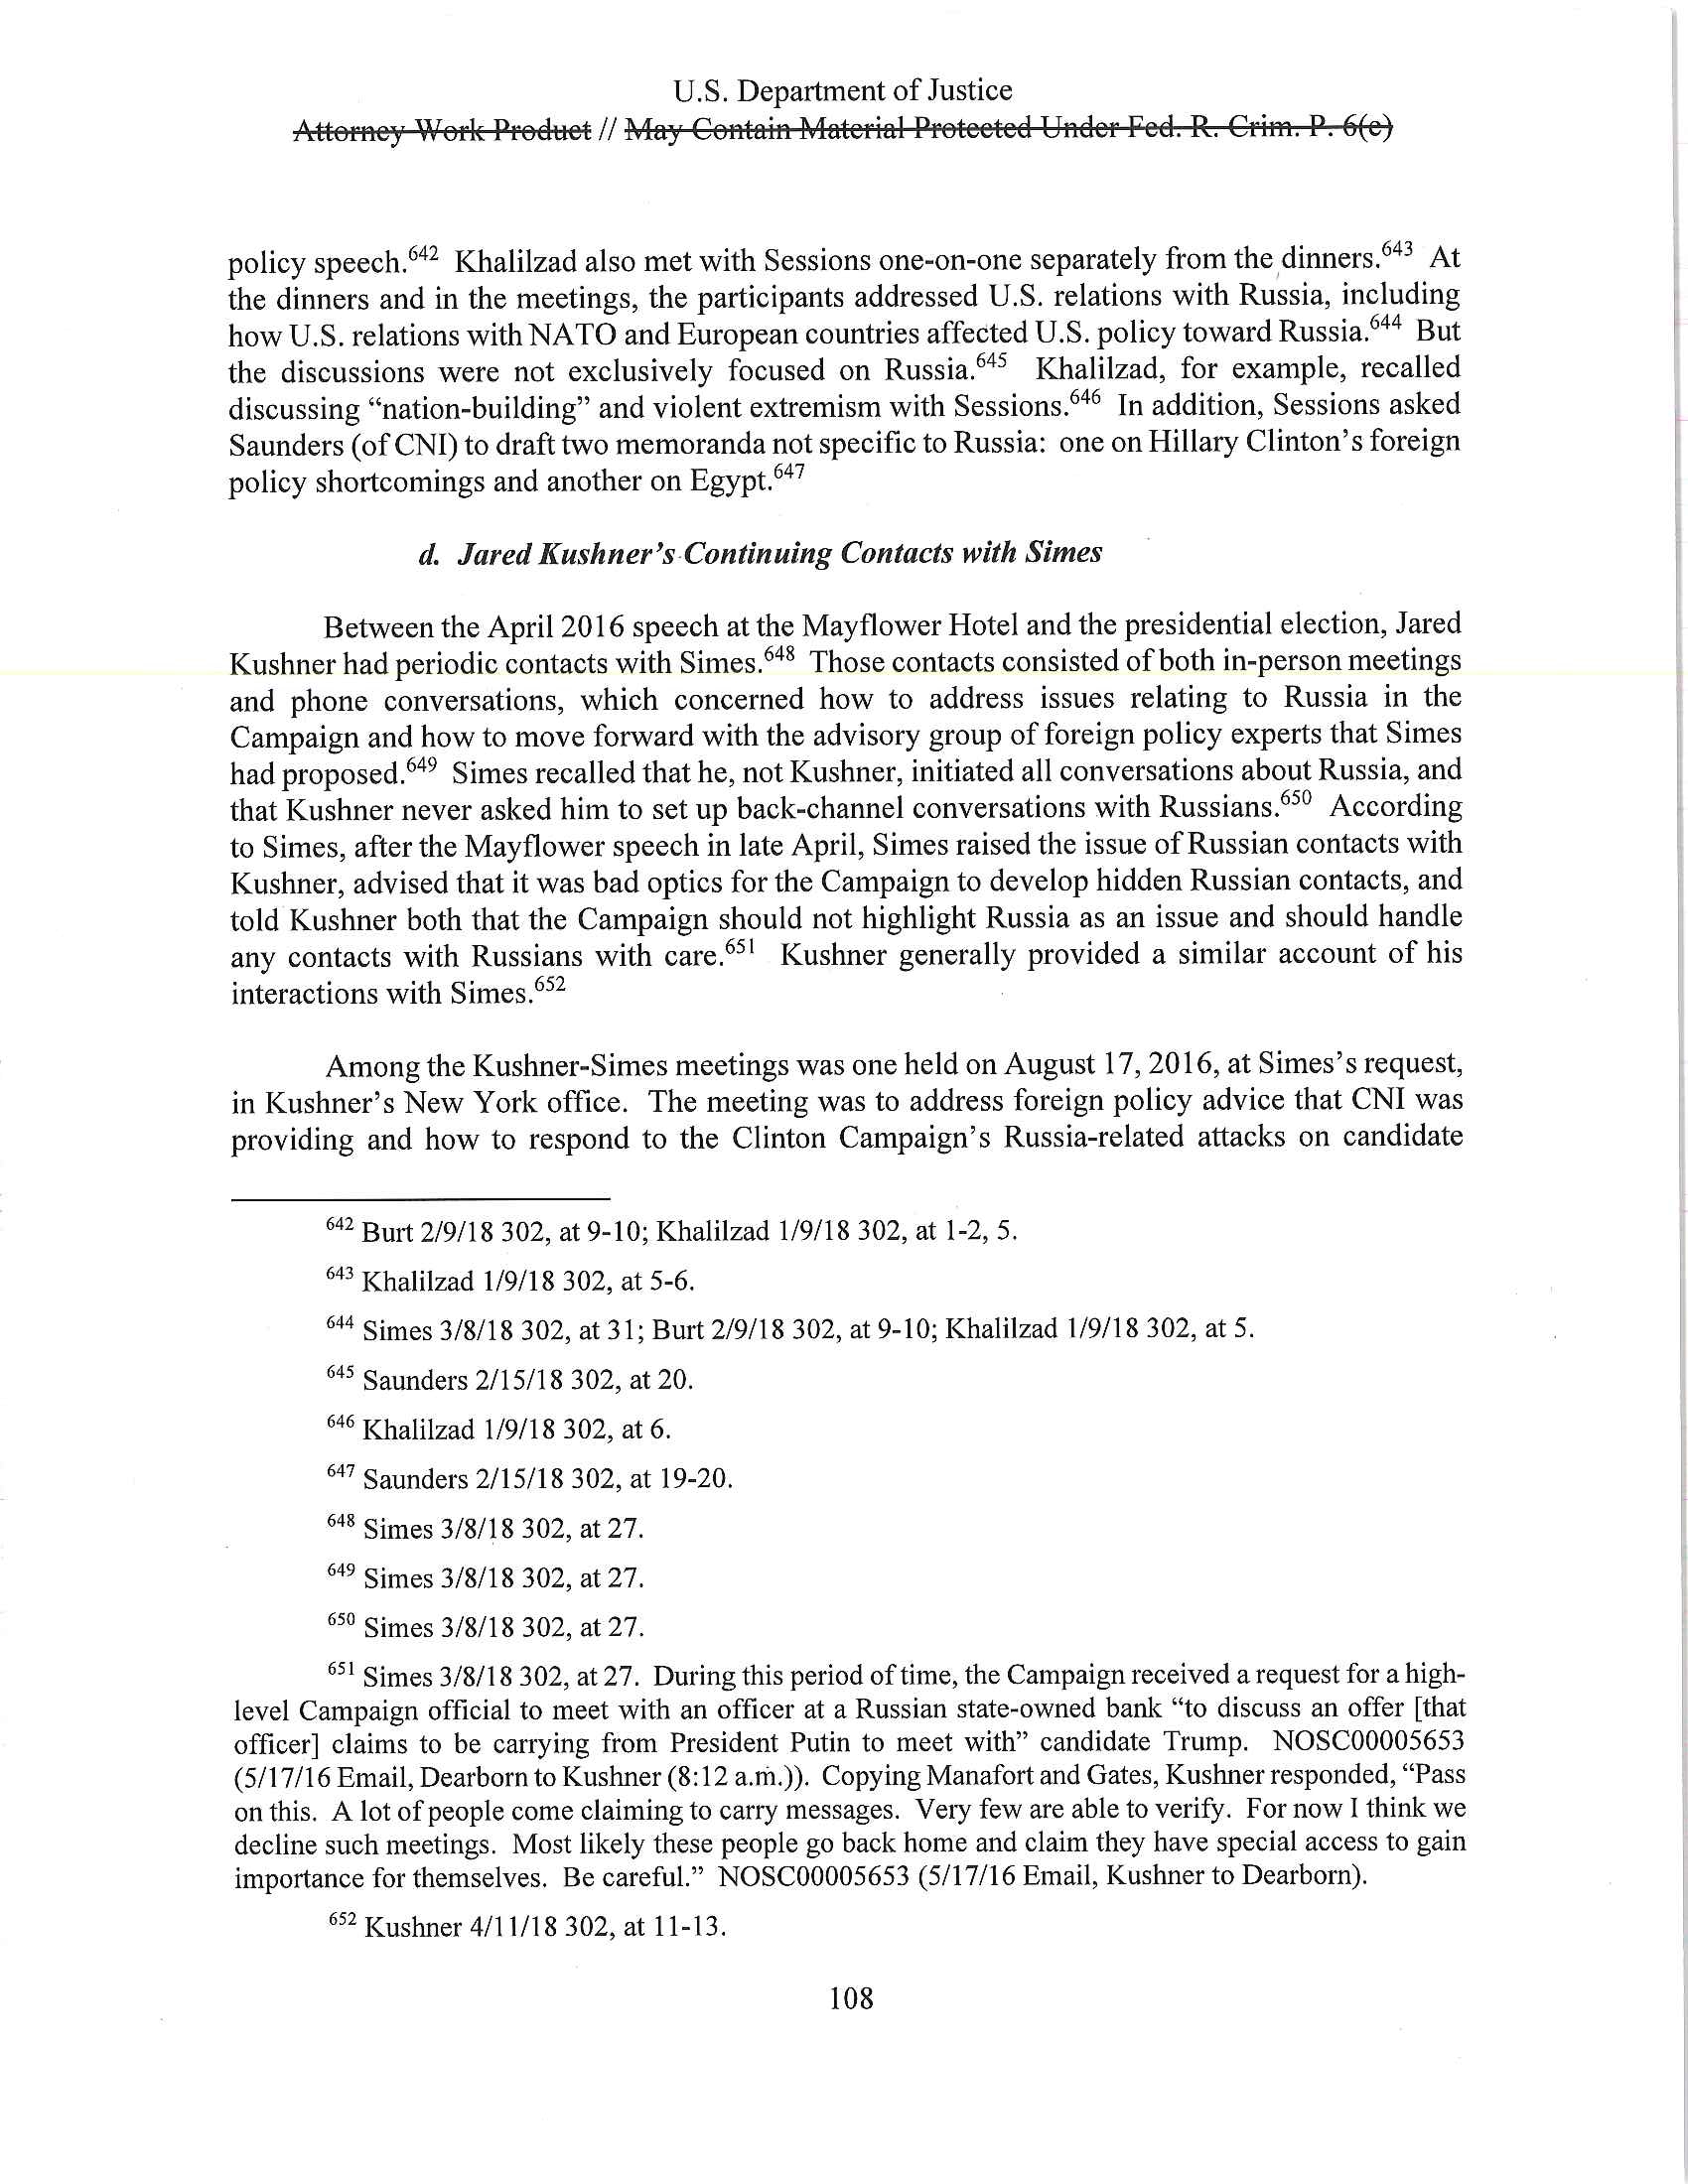 U.S. Department of Justice
Attorney Work Product // May Contain Material Protected Under Fed. R. Crim. P. 6(e)
policy speech.642 Khalilzad also met with Sessions one-on-one separately from the dinners.643 At
the dinners and in the meetings, the participants addressed U.S. relations with Russia, including
how U.S. relations with NATO and European countries affected U.S. policy toward Russia.644 But
the discussions were not exclusively focused on Russia.645 Khalilzad, for example, recalled
discussing “nation-building” and violent extremism with Sessions.646 In addition, Sessions asked
Saunders (of CNI) to draft two memoranda not specific to Russia: one on Hillary Clinton’s foreign
policy shortcomings and another on Egypt.647
d. Jared Kushner’s Continuing Contacts with Simes
Between the April 2016 speech at the Mayflower Hotel and the presidential election, Jared
Kushner had periodic contacts with Simes.648 Those contacts consisted of both in-person meetings
and phone conversations, which concerned how to address issues relating to Russia in the
Campaign and how to move forward with the advisory group of foreign policy experts that Simes
had proposed.649 Simes recalled that he, not Kushner, initiated all conversations about Russia, and
that Kushner never asked him to set up back-channel conversations with Russians.650 According
to Simes, after the Mayflower speech in late April, Simes raised the issue of Russian contacts with
Kushner, advised that it was bad optics for the Campaign to develop hidden Russian contacts, and
told Kushner both that the Campaign should not highlight Russia as an issue and should handle
any contacts with Russians with care.651 Kushner generally provided a similar account of his
interactions with Simes.652
Among the Kushner-Simes meetings was one held on August 17, 2016, at Simes’s request,
in Kushner’s New York office. The meeting was to address foreign policy advice that CNI was
providing and how to respond to the Clinton Campaign’s Russia-related attacks on candidate
642 Burt 2/9/18 302, at 9-10; Khalilzad 1/9/18 302, at 1-2, 5.
643 Khalilzad 1/9/18 302, at 5-6.
644 Simes 3/8/18 302, at 31; Burt 2/9/18 302, at 9-10; Khalilzad 1/9/18 302, at 5.
645 Saunders 2/15/18 302, at 20.
646 Khalilzad 1/9/18 302, at 6.
647 Saunders 2/15/18 302, at 19-20.
648 Simes 3/8/18 302, at 27.
649 Simes 3/8/18 302, at 27.
650 Simes 3/8/18 302, at 27.
651 Simes 3/8/18 302, at 27. During this period of time, the Campaign received a request for a high-
level Campaign official to meet with an officer at a Russian state-owned bank “to discuss an offer [that
officer] claims to be carrying from President Putin to meet with” candidate Trump. NOSC00005653
(5/17/16 Email, Dearborn to Kushner (8:12 a.m.)). Copying Manafort and Gates, Kushner responded, “Pass
on this. A lot of people come claiming to carry messages. Very few are able to verify. For now I think we
decline such meetings. Most likely these people go back home and claim they have special access to gain
importance for themselves. Be careful.” NOSC00005653 (5/17/16 Email, Kushner to Dearborn).
652 Kushner 4/11/18 302, at 11-13.
108